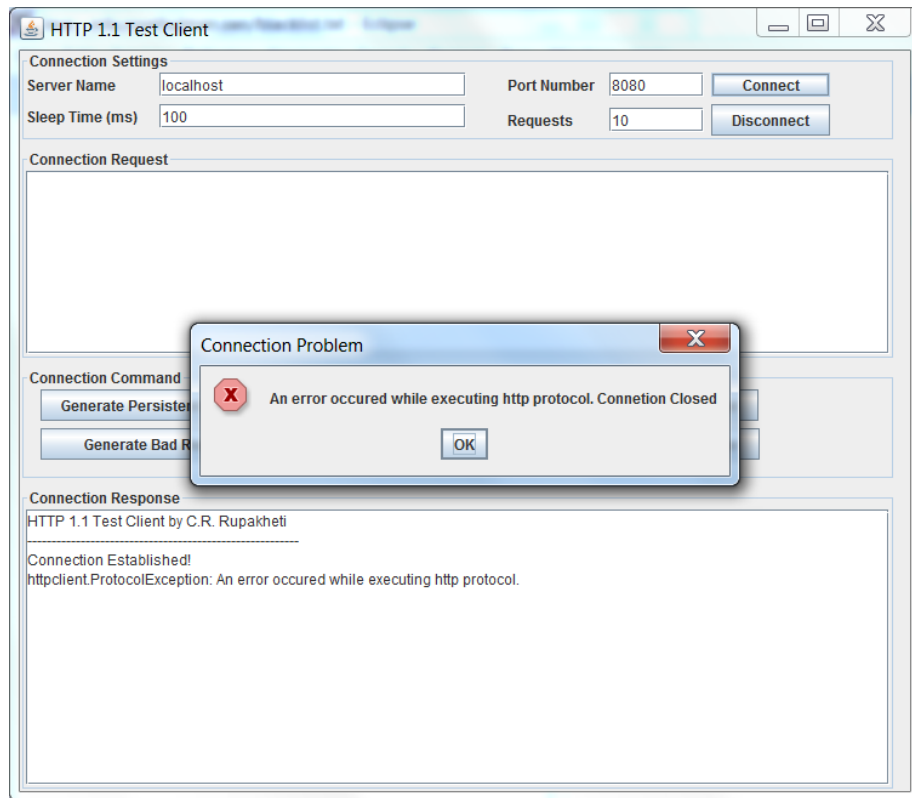 HTTP 1.1 Test Client
Connection Settings
Server Name localhost Port Number 8080 Connect
Sleep Time (ms) 100 Requests 10 Disconnect
Connection Request
Connection Problem
An error occured while executing http protocol. Connetion Closed
OK
Connection Command
Generate
Generate Bad
Connection Response
HTTP 1.1 Test Client by C.R. Rupakheti
-----------------------------------------------------------
Connection Established!
httpclient.ProtocolException: An error occured while executing http protocol.